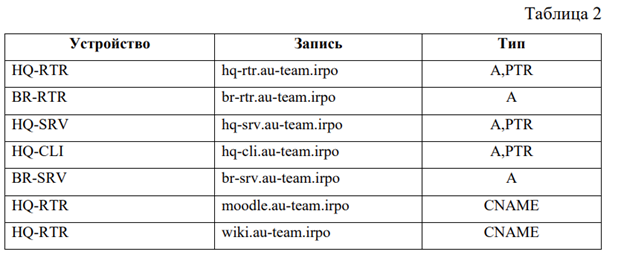 Таблица 2
Устройство Запись Тип
HQ-RTR hq-rtr.au-team.irpo A,PTR
BR-RTR br-rtr.au-team.irpo A
HQ-SRV hq-srv.au-team.irpo A,PTR
HQ-CLI hq-cli.au-team.irpo A,PTR
BR-SRV br-srv.au-team.irpo A
HQ-RTR moodle.au-team.irpo CNAME
HQ-RTR wiki.au-team.irpo CNAME